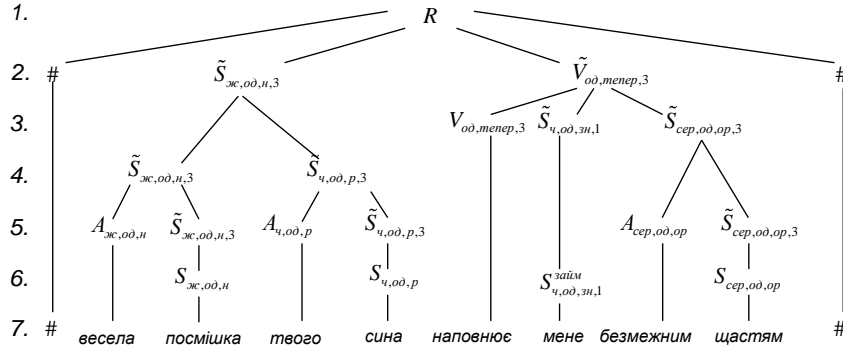 1. R
2. # S̃ж,од,н,3 Ṽод,тепер,3 #
3. Vод,тепер,3 S̃ч,од,зн,1 S̃сер,од,ор,3
4. S̃ж,од,н,3 S̃ч,од,р,3
5. Aж,од,н S̃ж,од,н,3 Aч,од,р S̃ч,од,р,3 Aсер,од,ор S̃сер,од,ор,3
6. Sж,од,н Sч,од,р Sзаймч,од,зн,1 Sсер,од,ор
7. # весела посмішка твого сина наповнює мене безмежним щастям #